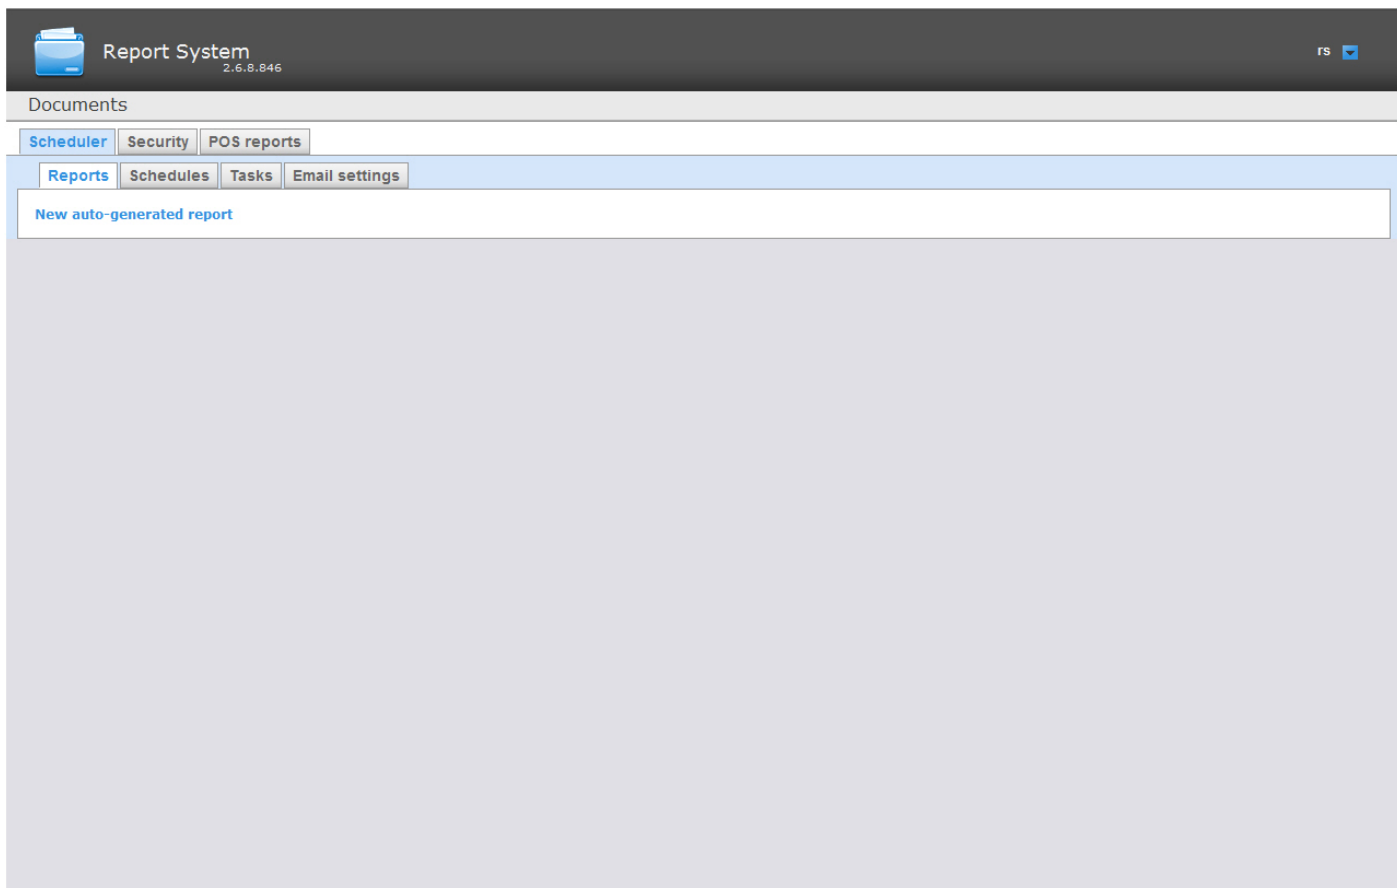 Report System
2.6.8.846
rs
Documents
Scheduler Security POS reports
Reports Schedules Tasks Email settings
New auto-generated report